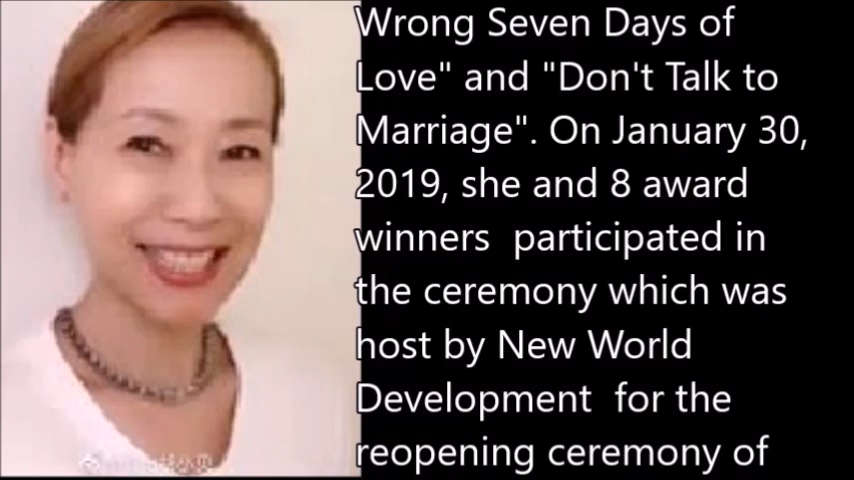 Wrong Seven Days of
Love" and "Don't Talk to
Marriage". On January 30,
2019, she and 8 award
winners  participated in
the ceremony which was
host by New World
Development  for the
reopening ceremony of